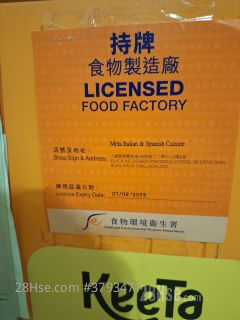 持牌
食物製造廠
LICENSED
FOOD FACTORY
店號及地址:
Shop Sign & Address:
Mela Italian & Spanish Cuisine
牌照屆滿日期:
Licence Expiry Date:
07/08/2025
食物環境衞生署
Food and Environmental Hygiene Department
KeeTa
28Hse.com